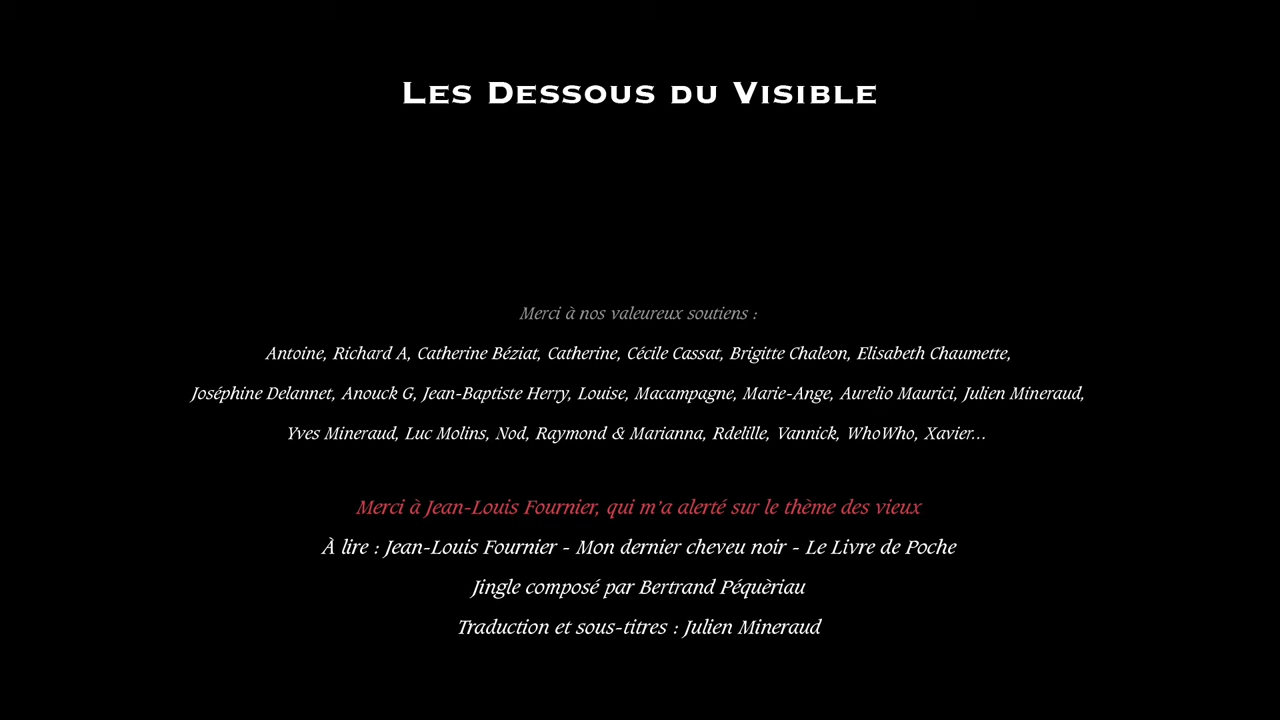 Les Dessous du Visible
Merci à nos valeureux soutiens :
Antoine, Richard A, Catherine Béziat, Catherine, Cécile Cassat, Brigitte Chaleon, Elisabeth Chaumette,
Joséphine Delannet, Anouck G, Jean-Baptiste Herry, Louise, Macampagne, Marie-Ange, Aurelio Maurici, Julien Mineraud,
Yves Mineraud, Luc Molins, Nod, Raymond & Marianna, Rdelille, Vannick, WhoWho, Xavier...
Merci à Jean-Louis Fournier, qui m'a alerté sur le thème des vieux
À lire : Jean-Louis Fournier - Mon dernier cheveu noir - Le Livre de Poche
Jingle composé par Bertrand Péquèriau
Traduction et sous-titres : Julien Mineraud